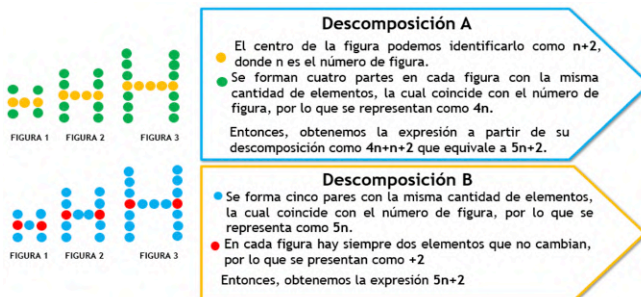 Descomposición A
El centro de la figura podemos identificarlo como n+2,
donde n es el número de figura.
Se forman cuatro partes en cada figura con la misma
cantidad de elementos, la cual coincide con el número de
figura, por lo que se representan como 4n.
Entonces, obtenemos la expresión a partir de su
descomposición como 4n+n+2 que equivale a 5n+2.
FIGURA 1
FIGURA 2
FIGURA 3
Descomposición B
Se forma cinco pares con la misma cantidad de elementos,
la cual coincide con el número de figura, por lo que se
representa como 5n.
En cada figura hay siempre dos elementos que no cambian,
por lo que se presentan como +2
Entonces, obtenemos la expresión 5n+2
FIGURA 1
FIGURA 2
FIGURA 3